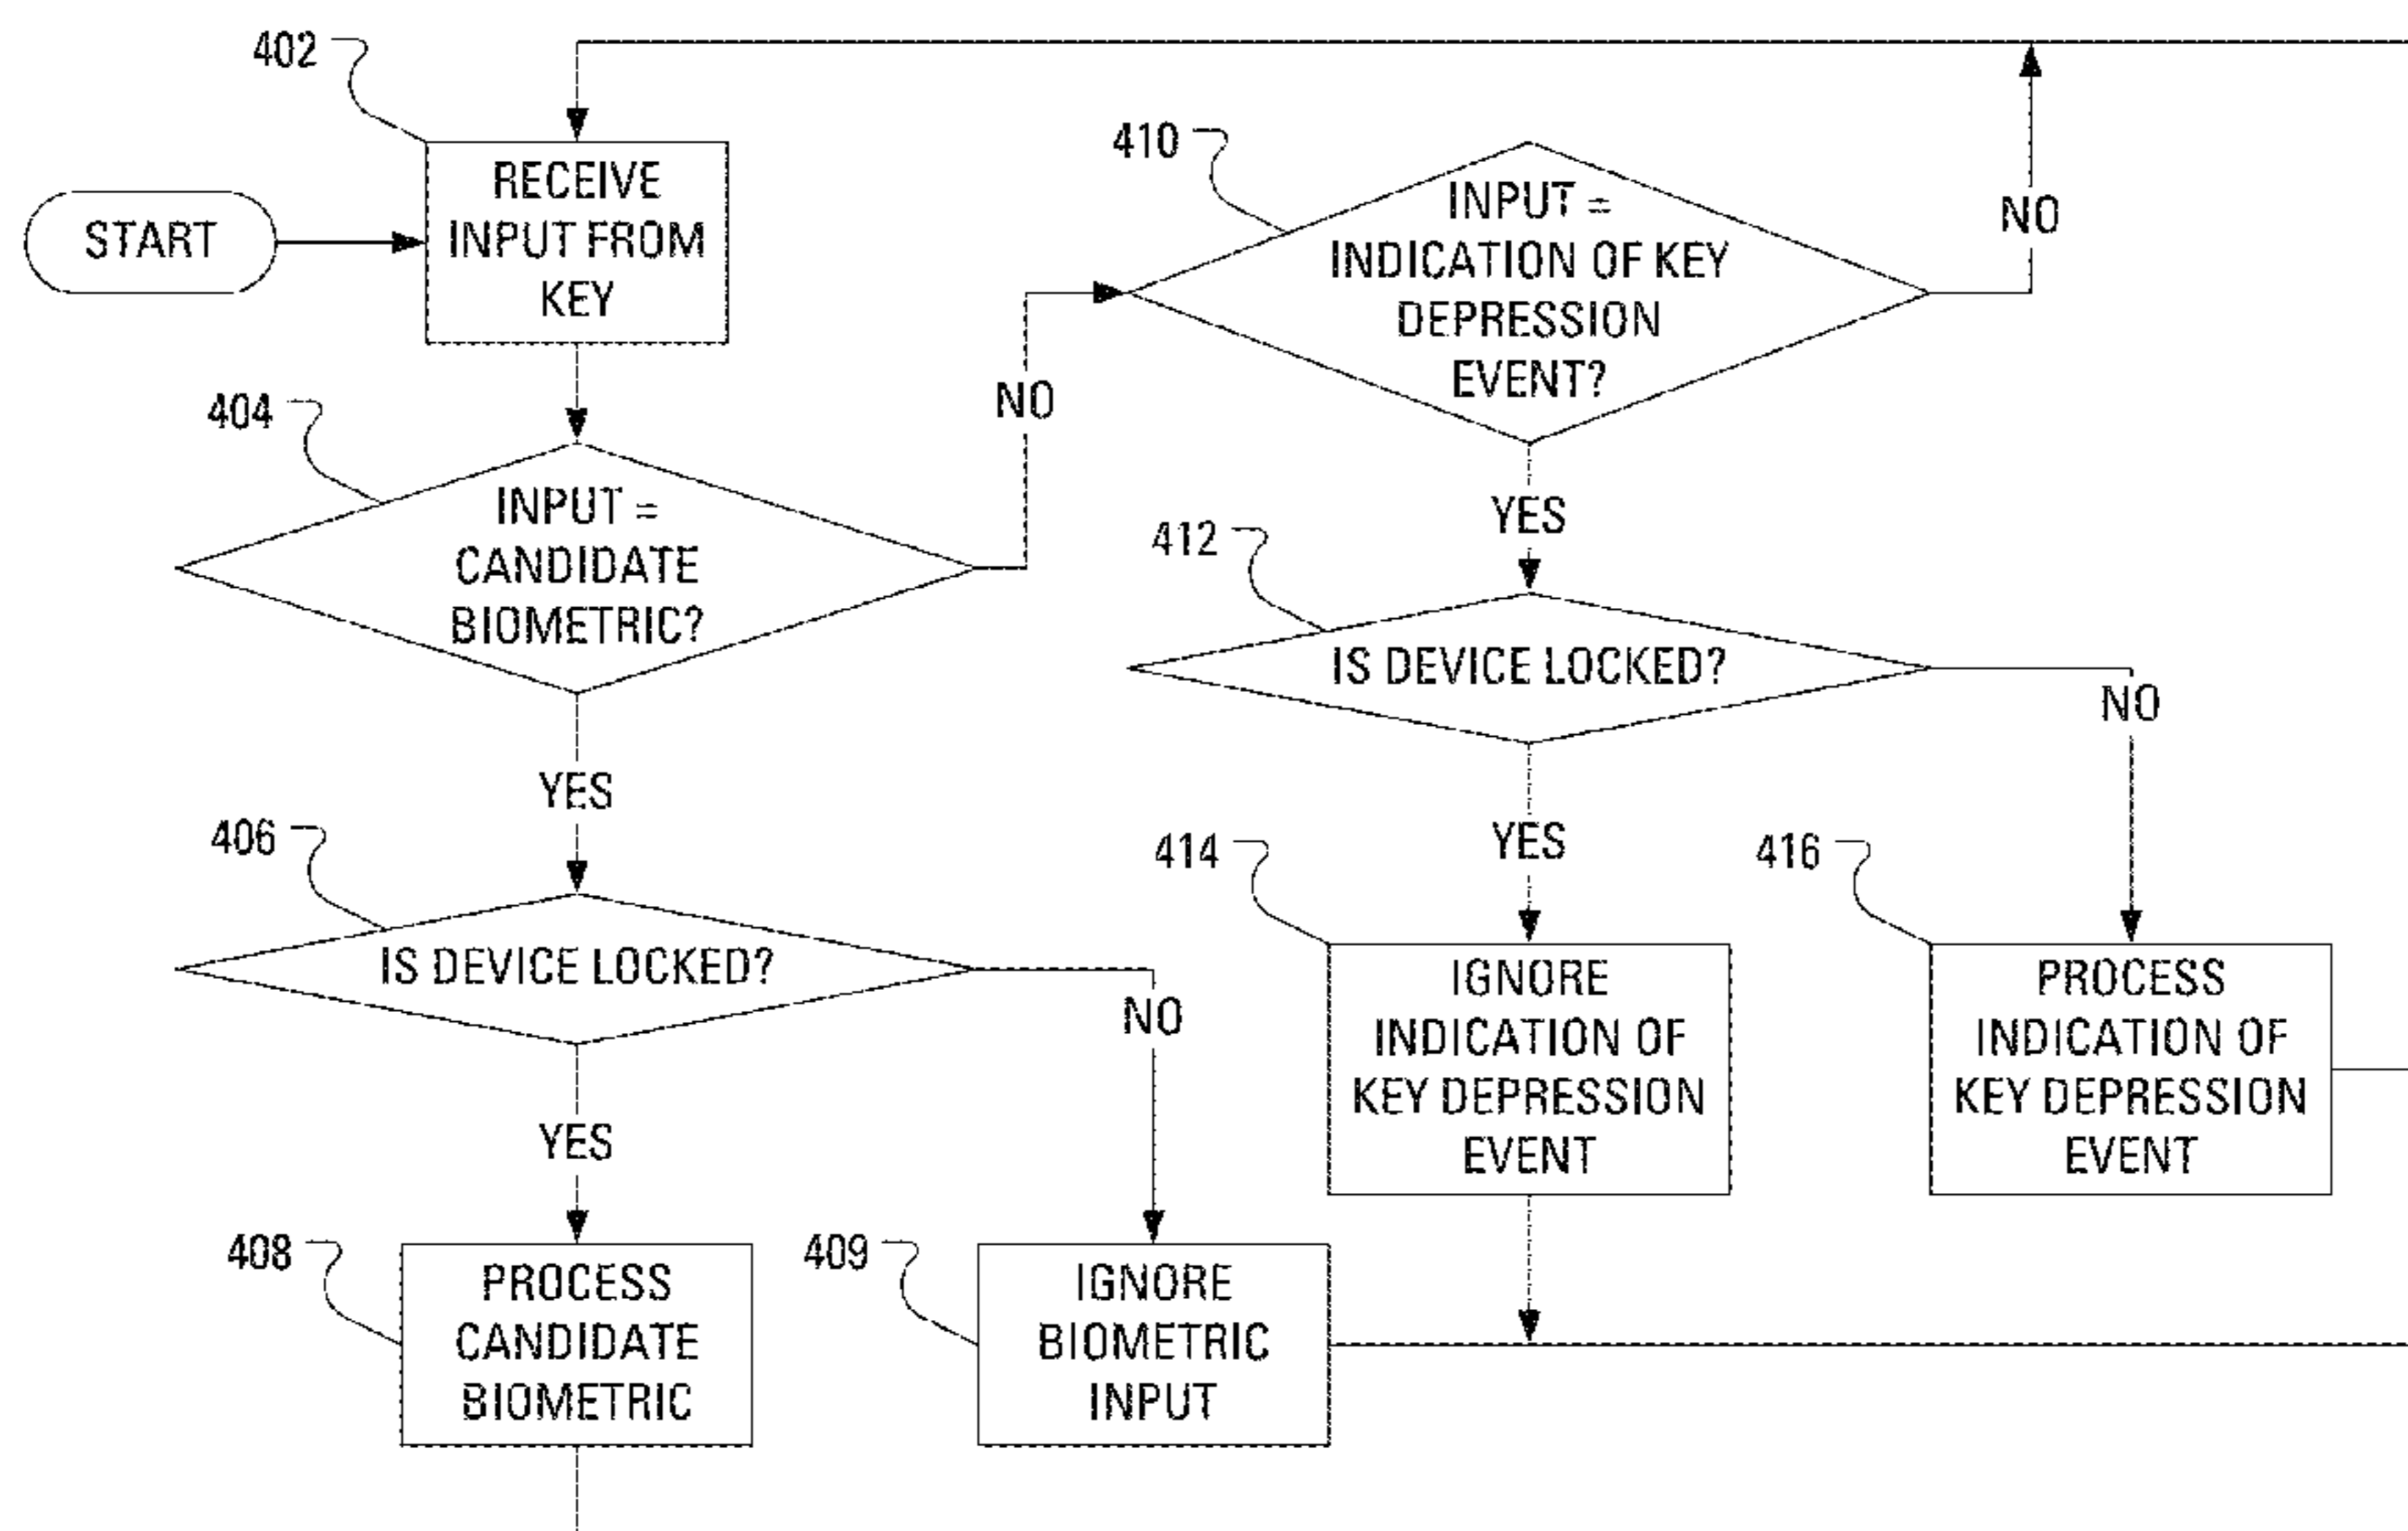 402
START
RECEIVE
INPUT FROM
KEY
404
INPUT =
CANDIDATE
BIOMETRIC?
NO
YES
406
IS DEVICE LOCKED?
NO
YES
408
PROCESS
CANDIDATE
BIOMETRIC
409
IGNORE
BIOMETRIC
INPUT
410
INPUT =
INDICATION OF KEY
DEPRESSION
EVENT?
NO
YES
412
IS DEVICE LOCKED?
NO
YES
414
IGNORE
INDICATION OF
KEY DEPRESSION
EVENT
416
PROCESS
INDICATION OF
KEY DEPRESSION
EVENT